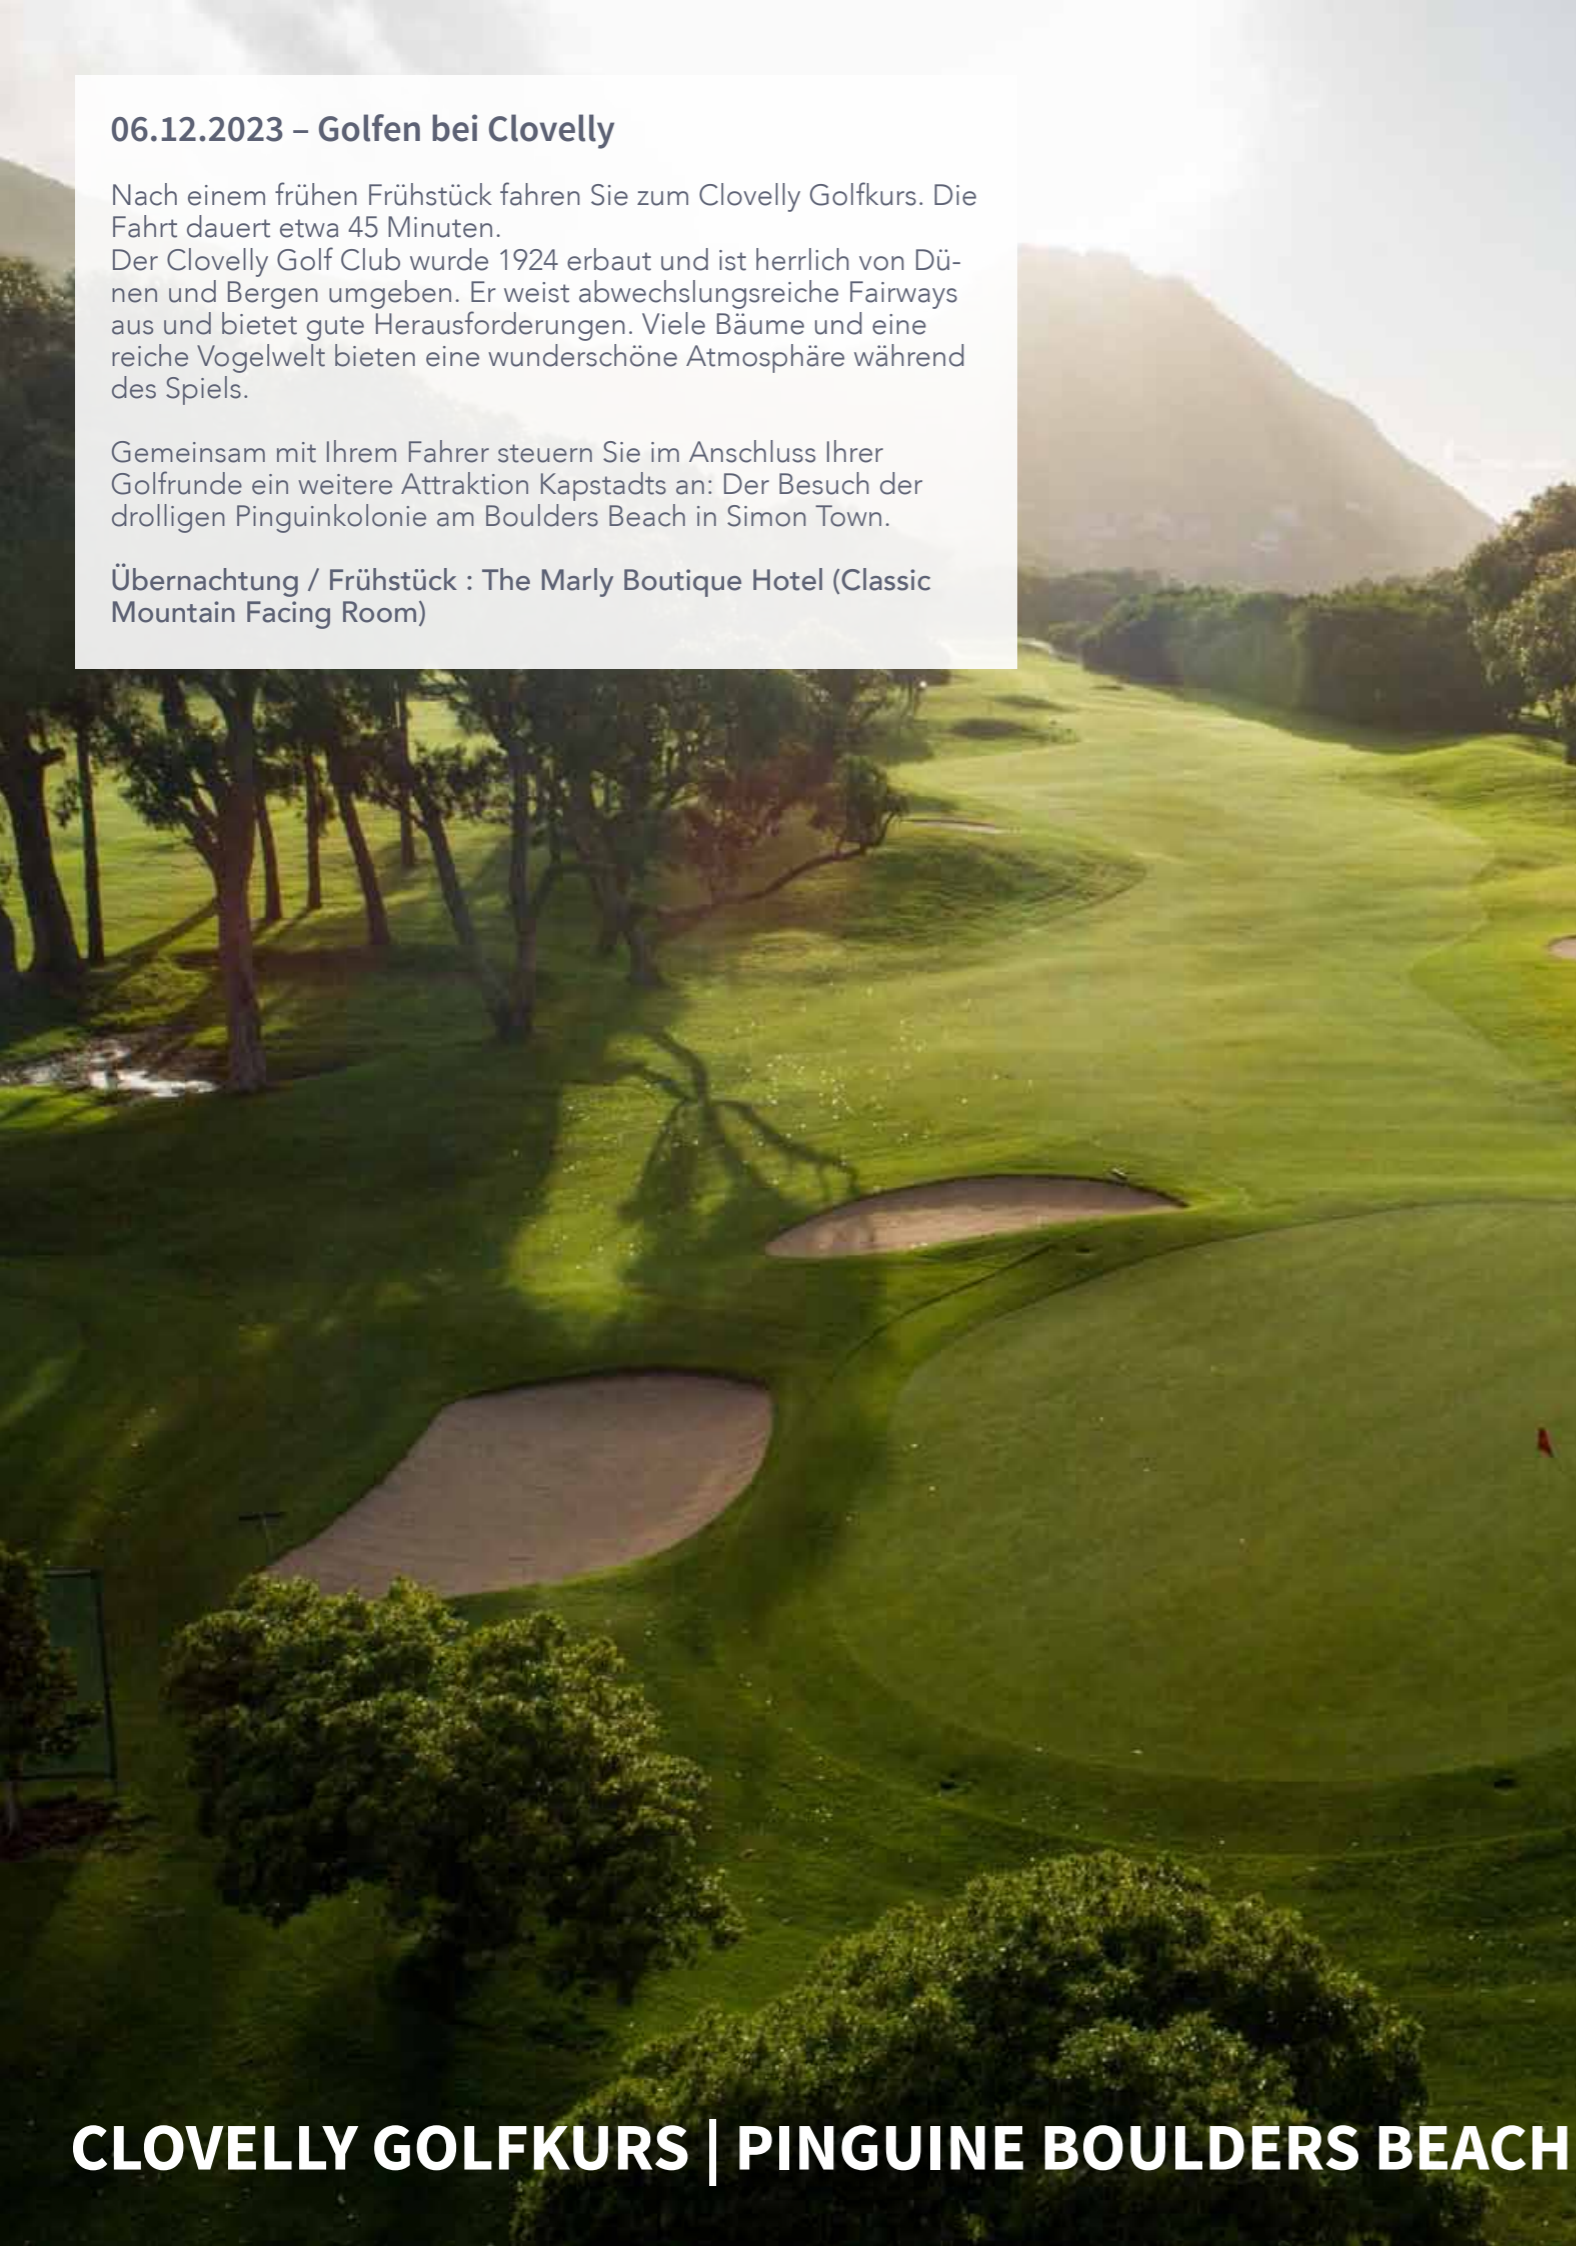 06.12.2023 – Golfen bei Clovelly
Nach einem frühen Frühstück fahren Sie zum Clovelly Golfkurs. Die
Fahrt dauert etwa 45 Minuten.
Der Clovelly Golf Club wurde 1924 erbaut und ist herrlich von Dü-
nen und Bergen umgeben. Er weist abwechslungsreiche Fairways
aus und bietet gute Herausforderungen. Viele Bäume und eine
reiche Vogelwelt bieten eine wunderschöne Atmosphäre während
des Spiels.
Gemeinsam mit Ihrem Fahrer steuern Sie im Anschluss Ihrer
Golfrunde ein weitere Attraktion Kapstadts an: Der Besuch der
drolligen Pinguinkolonie am Boulders Beach in Simon Town.
Übernachtung / Frühstück : The Marly Boutique Hotel (Classic
Mountain Facing Room)
CLOVELLY GOLFKURS | PINGUINE BOULDERS BEACH